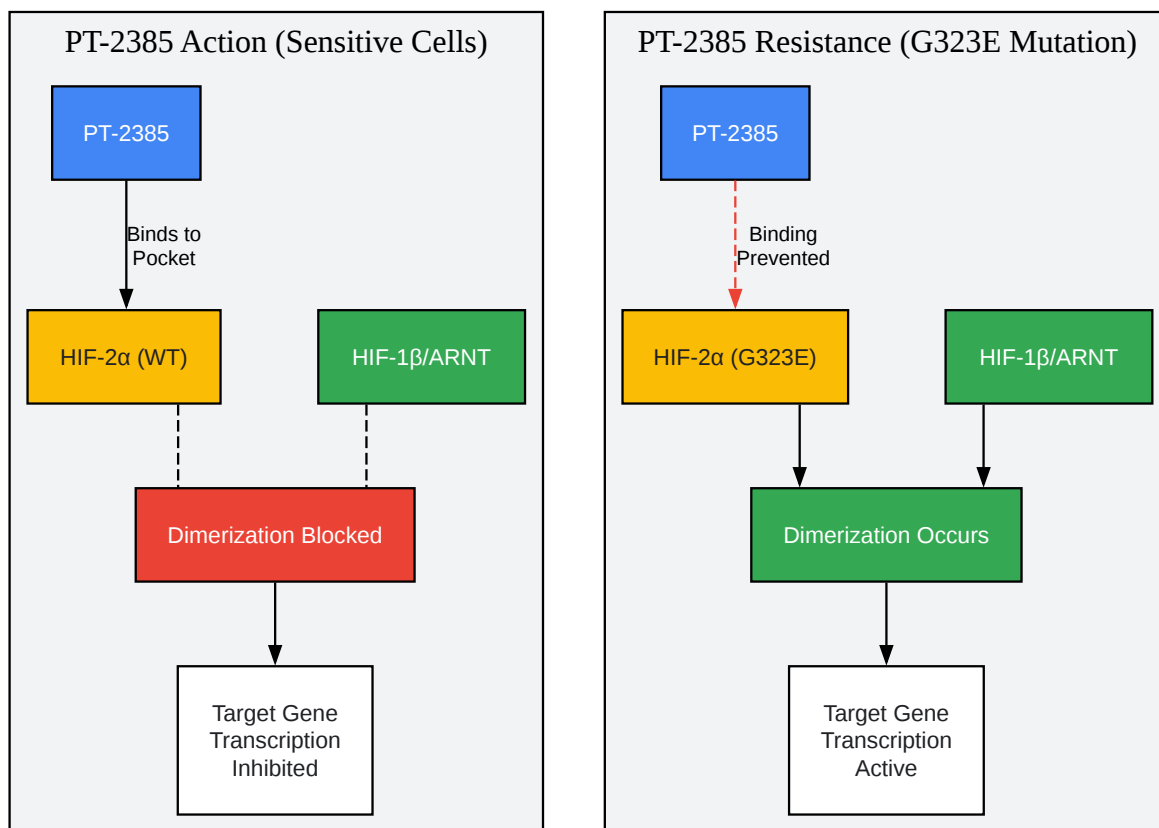 PT-2385 Action (Sensitive Cells)
PT-2385
Binds to
Pocket
HIF-2α (WT)
HIF-1β/ARNT
Dimerization Blocked
Target Gene
Transcription
Inhibited
PT-2385 Resistance (G323E Mutation)
PT-2385
Binding
Prevented
HIF-2α (G323E)
HIF-1β/ARNT
Dimerization Occurs
Target Gene
Transcription
Active